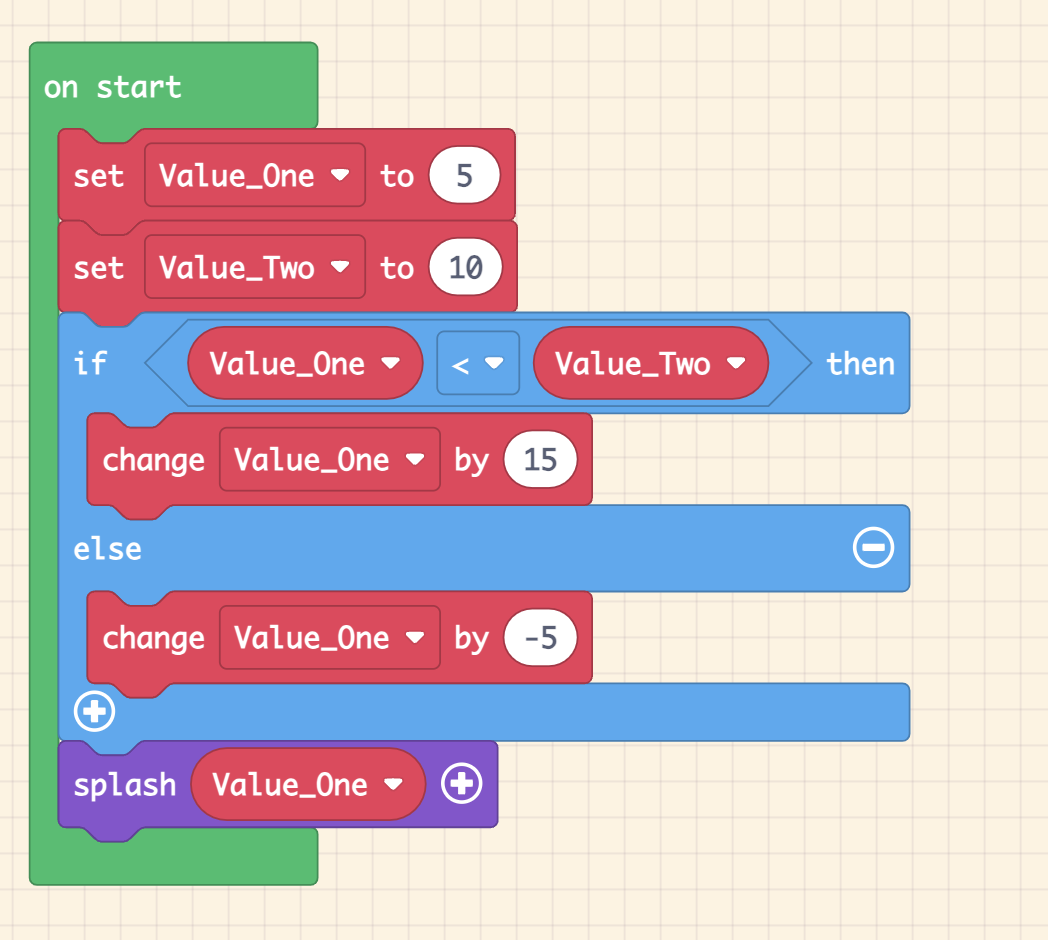 on start
set Value_One to 5
set Value_Two to 10
if Value_One < Value_Two then
change Value_One by 15
else
change Value_One by -5
splash Value_One